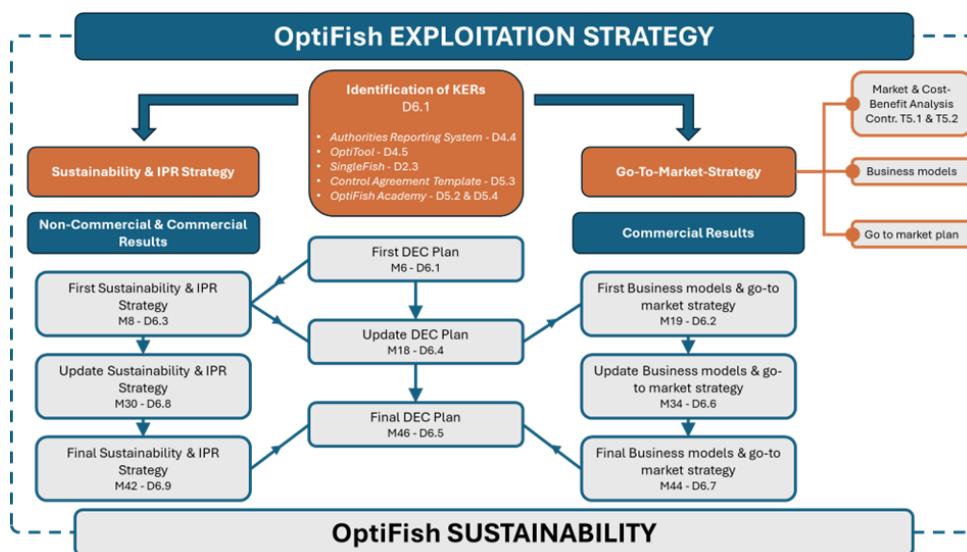 OptiFish EXPLOITATION STRATEGY
Identification of KERs
D6.1
• Authorities Reporting System - D4.4
• OptiTool - D4.5
• SingleFish - D2.3
• Control Agreement Template - D5.3
• OptiFish Academy - D5.2 & D5.4
Market & Cost-
Benefit Analysis
Contr. T5.1 & T5.2
Sustainability & IPR Strategy
Go-To-Market-Strategy
Business models
Go to market plan
Non-Commercial & Commercial
Results
Commercial Results
First DEC Plan
M6 - D6.1
First Sustainability & IPR
Strategy
M8 - D6.3
First Business models & go-to
market strategy
M19 - D6.2
Update DEC Plan
M18 - D6.4
Update Sustainability & IPR
Strategy
M30 - D6.8
Update Business models & go-
to market strategy
M34 - D6.6
Final DEC Plan
M46 - D6.5
Final Sustainability & IPR
Strategy
M42 - D6.9
Final Business models & go-to
market strategy
M44 - D6.7
OptiFish SUSTAINABILITY